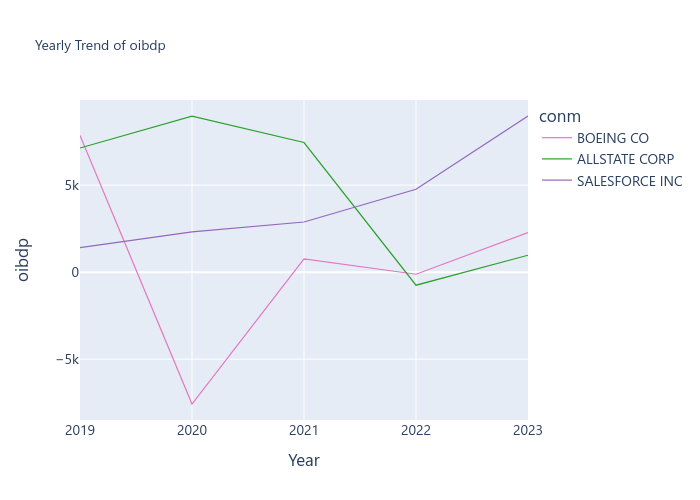 Yearly Trend of oibdp
conm
BOEING CO
ALLSTATE CORP
SALESFORCE INC
5k
0
−5k
oibdp
2019 2020 2021 2022 2023
Year